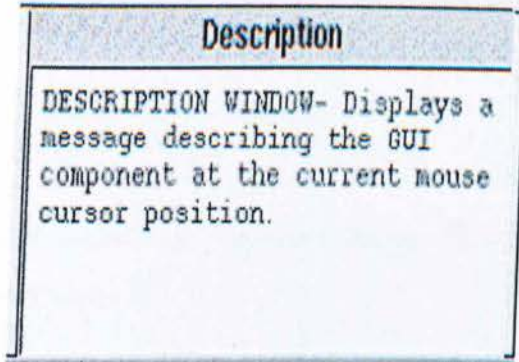 Description
DESCRIPTION WINDOW- Displays a
message describing the GUI
component at the current mouse
cursor position.